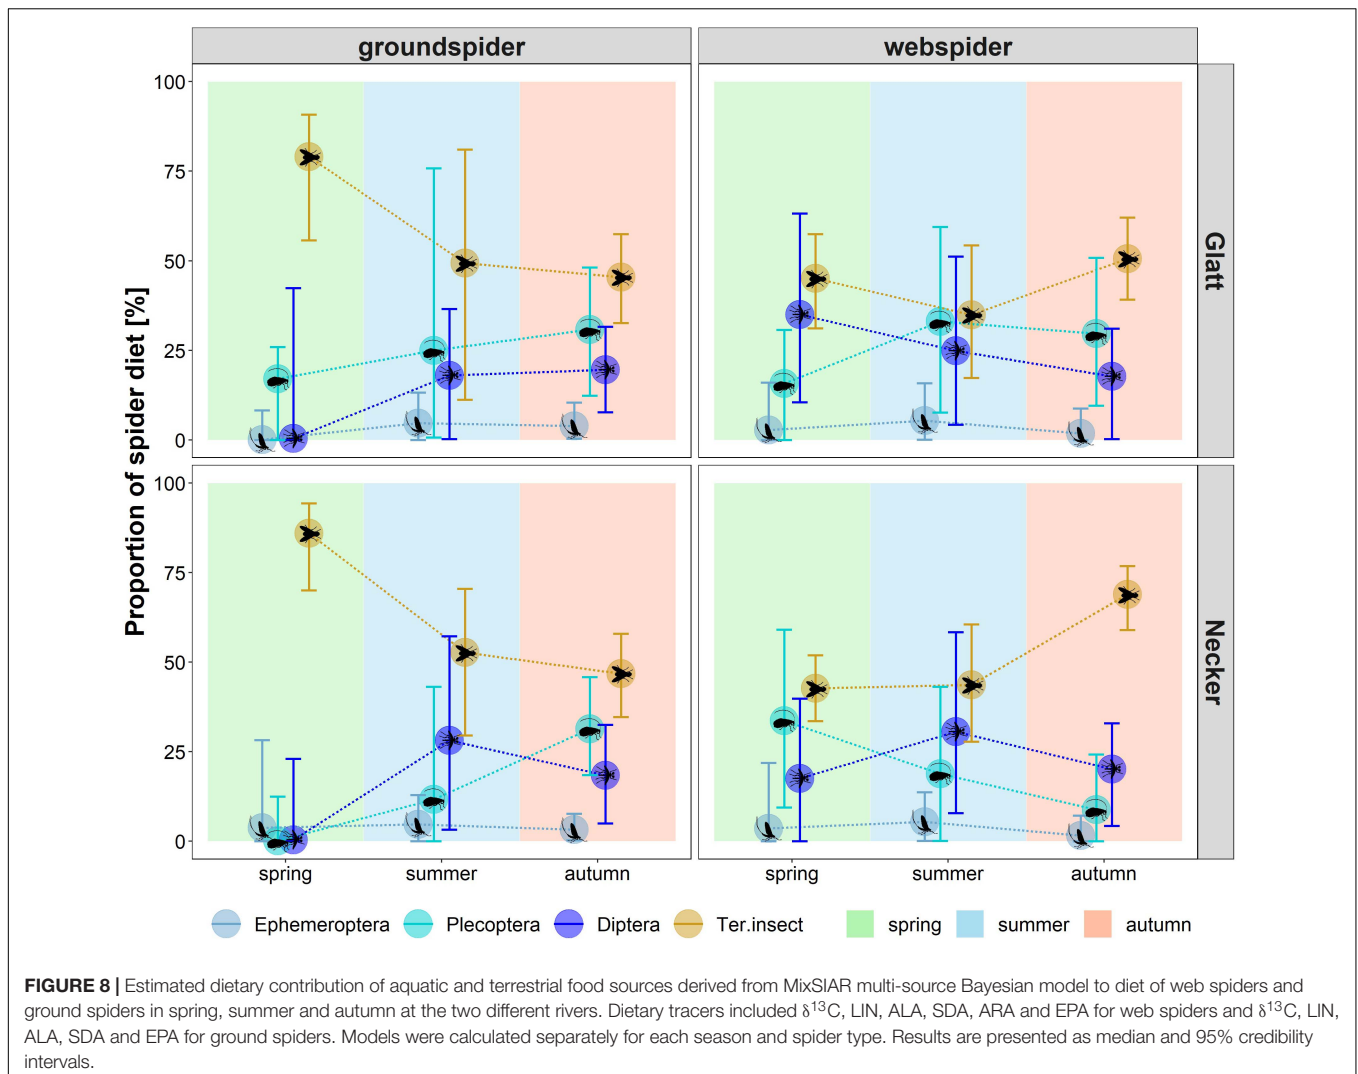 groundspider
webspider
Proportion of spider diet [%]
100
75
50
25
0
Glatt
100
75
50
25
0
Necker
spring
summer
autumn
spring
summer
autumn
Ephemeroptera
Plecoptera
Diptera
Ter.insect
spring
summer
autumn
FIGURE 8 | Estimated dietary contribution of aquatic and terrestrial food sources derived from MixSIAR multi-source Bayesian model to diet of web spiders and
ground spiders in spring, summer and autumn at the two different rivers. Dietary tracers included δ¹³C, LIN, ALA, SDA, ARA and EPA for web spiders and δ¹³C, LIN,
ALA, SDA and EPA for ground spiders. Models were calculated separately for each season and spider type. Results are presented as median and 95% credibility
intervals.